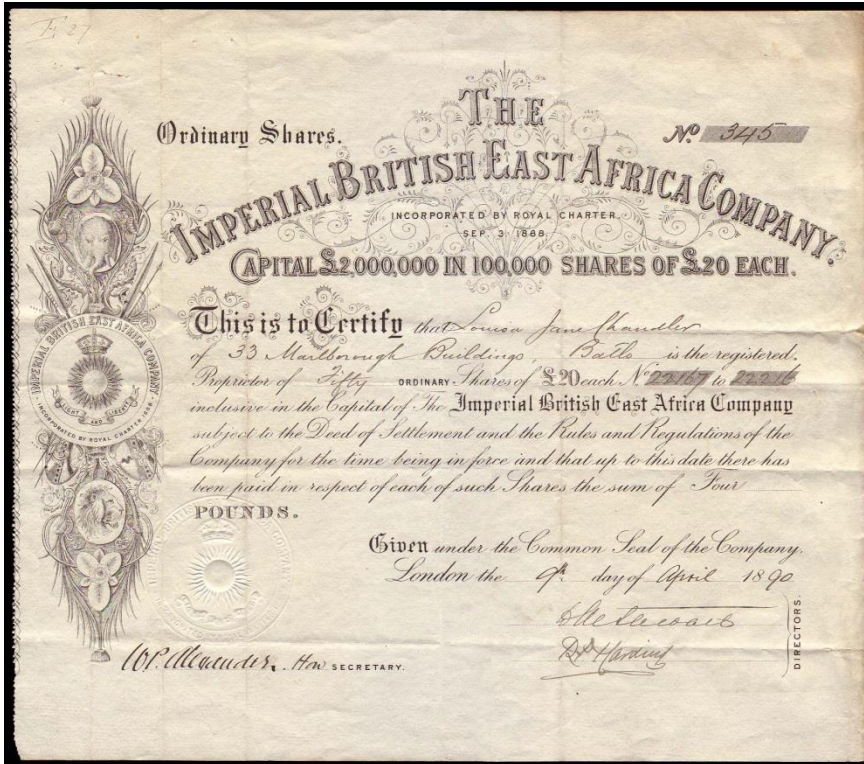 Ordinary Shares.
No. 345
THE
IMPERIAL BRITISH EAST AFRICA COMPANY.
INCORPORATED BY ROYAL CHARTER,
SEP. 3. 1888.
CAPITAL £2,000,000 IN 100,000 SHARES OF £20 EACH.
This is to Certify that Louisa Jane Chandler
of 33 Marlborough Buildings, Bath is the registered
Proprietor of Fifty ORDINARY Shares of £20 each No. 22167 to 22216
inclusive in the Capital of The Imperial British East Africa Company
subject to the Deed of Settlement and the Rules and Regulations of the
Company for the time being in force and that up to this date there has
been paid in respect of each of such Shares the sum of Four
POUNDS.
Given under the Common Seal of the Company,
London the 9th day of April 1890
DIRECTORS.
W.P. Alexander. Hon SECRETARY.
IMPERIAL BRITISH EAST AFRICA COMPANY
LIGHT AND LIBERTY
INCORPORATED BY ROYAL CHARTER 1888.